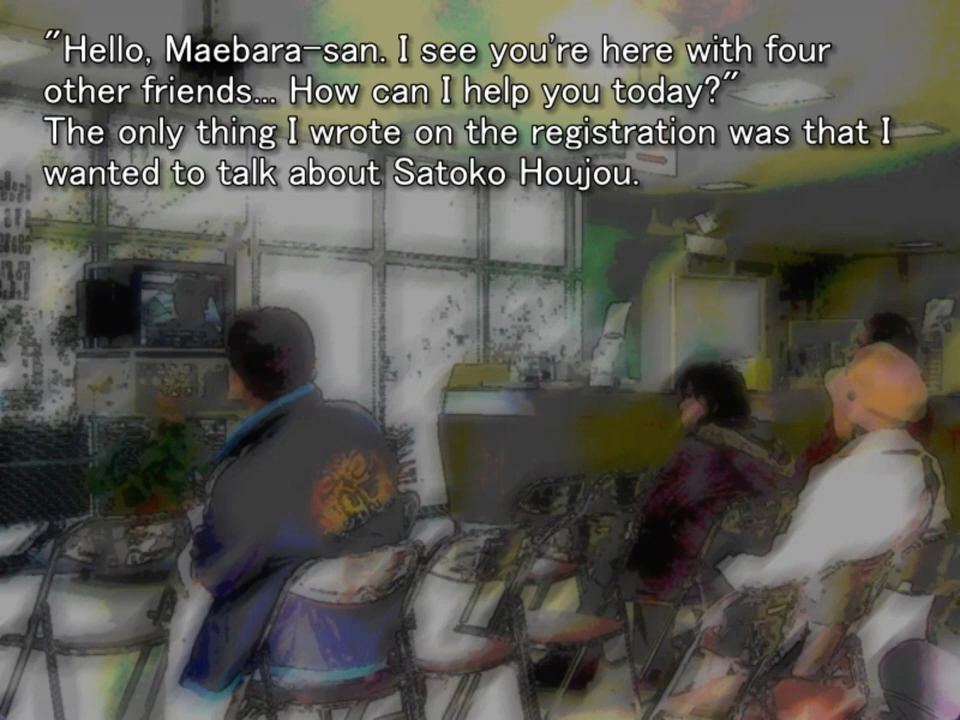 "Hello, Maebara-san. I see you're here with four
other friends... How can I help you today?"
The only thing I wrote on the registration was that I
wanted to talk about Satoko Houjou.